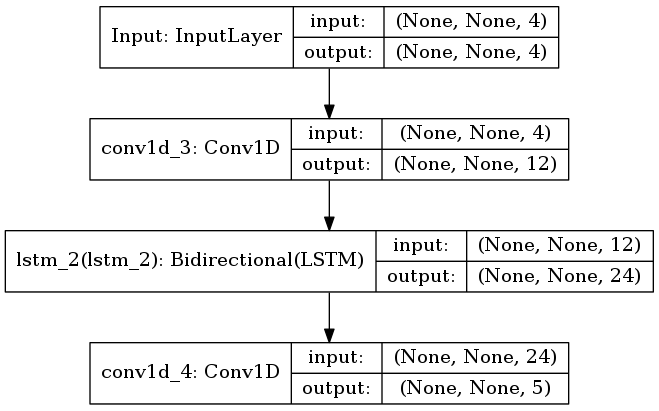 Input: InputLayer
input: (None, None, 4)
output: (None, None, 4)
conv1d_3: Conv1D
input: (None, None, 4)
output: (None, None, 12)
lstm_2(lstm_2): Bidirectional(LSTM)
input: (None, None, 12)
output: (None, None, 24)
conv1d_4: Conv1D
input: (None, None, 24)
output: (None, None, 5)